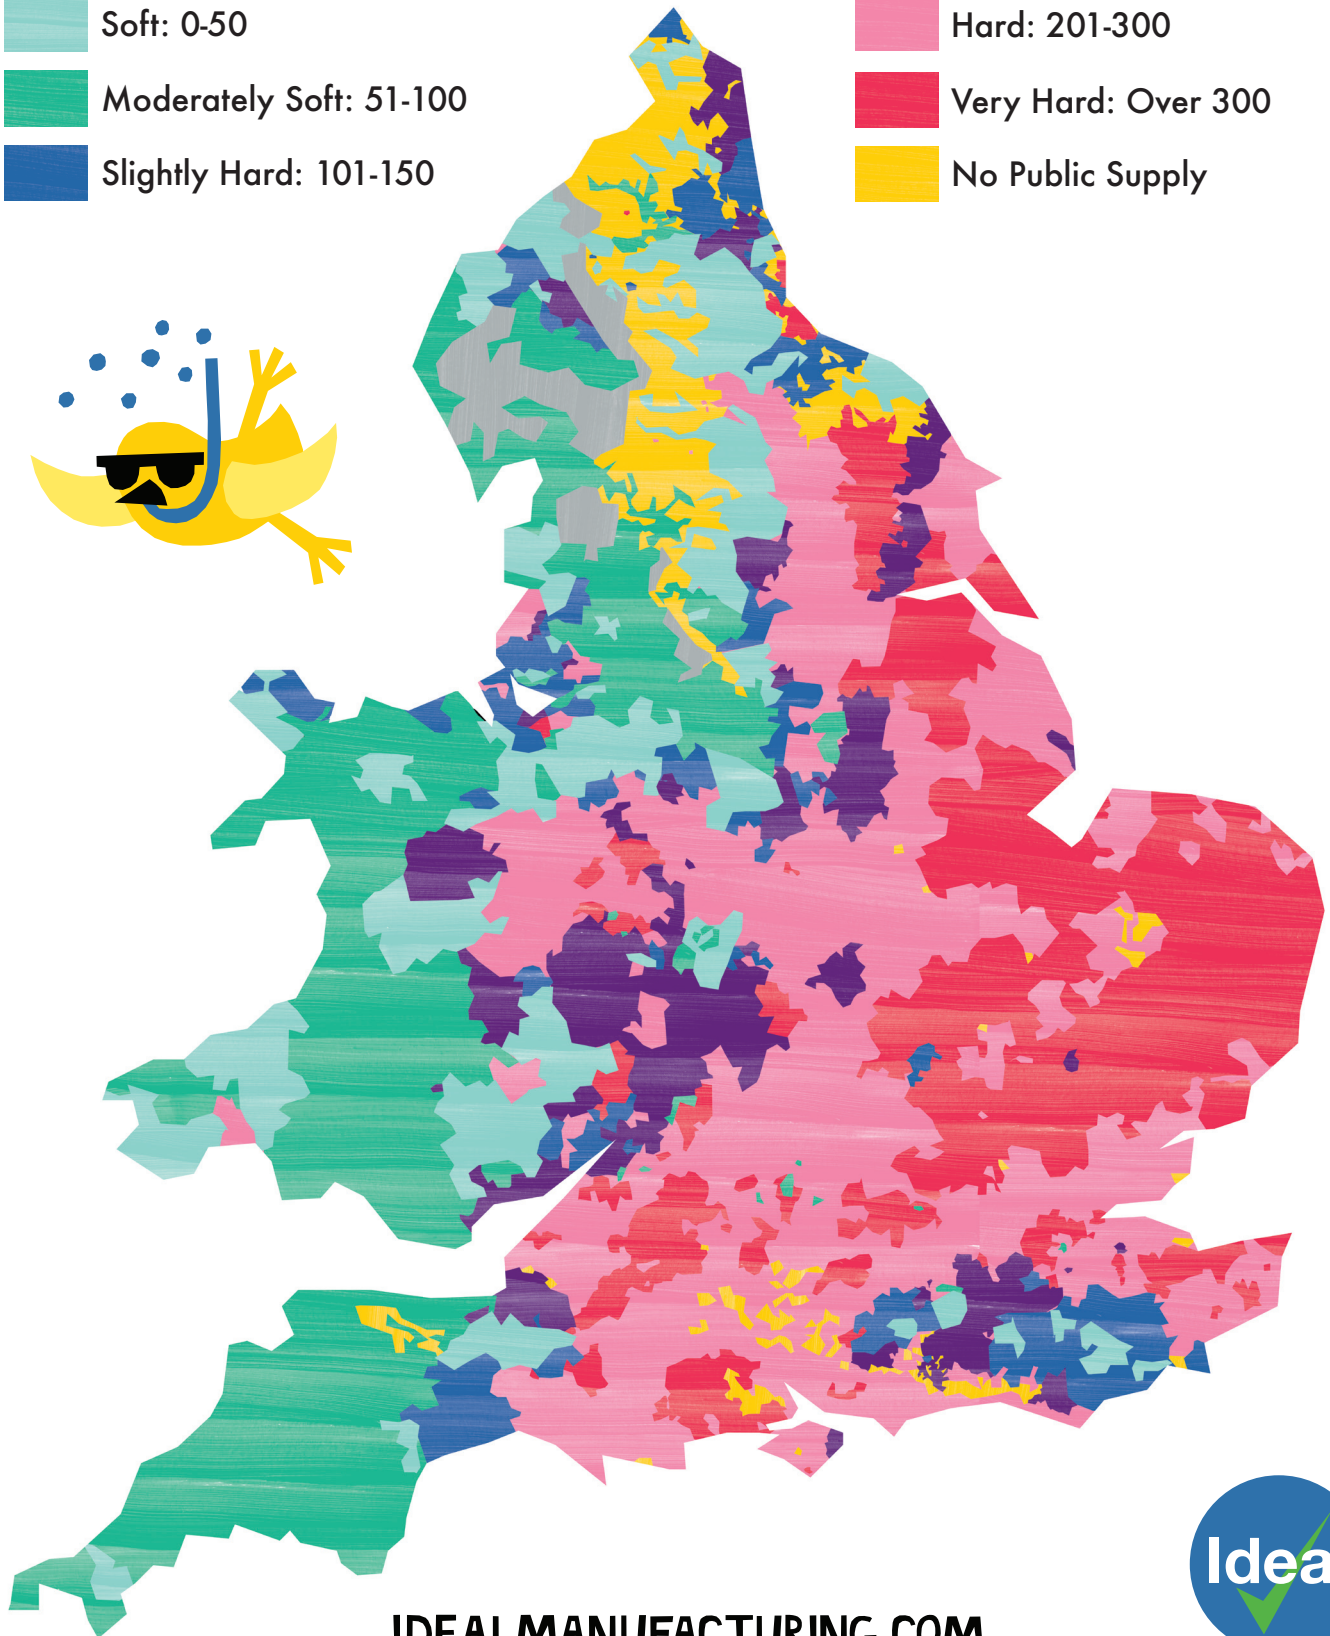 Soft: 0-50
Moderately Soft: 51-100
Slightly Hard: 101-150
Hard: 201-300
Very Hard: Over 300
No Public Supply
Idea
IDEALMANUFACTURING.COM